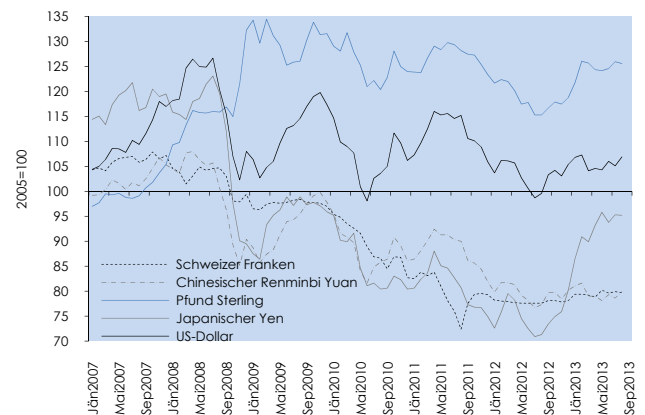 135
130
125
120
115
110
105
100
95
90
85
80
75
70
2005=100
Schweizer Franken
Chinesischer Renminbi Yuan
Pfund Sterling
Japanischer Yen
US-Dollar
Jän2007
Mai2007
Sep2007
Jän2008
Mai2008
Sep2008
Jän2009
Mai2009
Sep2009
Jän2010
Mai2010
Sep2010
Jän2011
Mai2011
Sep2011
Jän2012
Mai2012
Sep2012
Jän2013
Mai2013
Sep2013